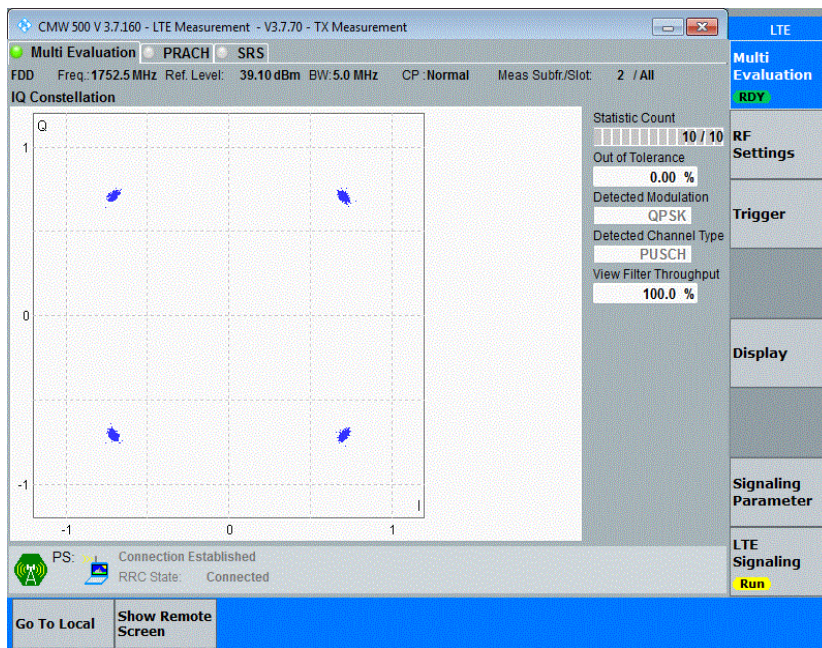 CMW 500 V 3.7.160 - LTE Measurement - V3.7.70 - TX Measurement
LTE
Multi Evaluation PRACH SRS
Multi
Evaluation
RDY
FDD Freq.: 1752.5 MHz Ref. Level: 39.10 dBm BW: 5.0 MHz CP : Normal Meas Subfr./Slot: 2 / All
IQ Constellation
Q
1
0
-1
-1
0
1
I
Statistic Count
10 / 10
Out of Tolerance
0.00 %
Detected Modulation
QPSK
Detected Channel Type
PUSCH
View Filter Throughput
100.0 %
RF
Settings
Trigger
Display
Signaling
Parameter
LTE
Signaling
Run
PS: Connection Established
RRC State: Connected
Go To Local
Show Remote
Screen